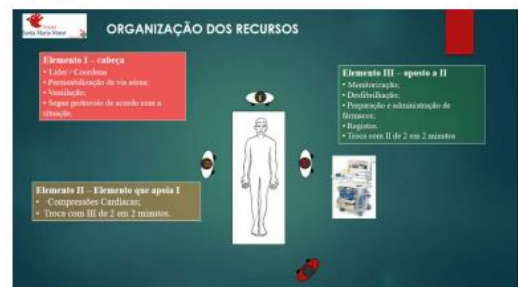 Hospital
Santa Maria Maior
ORGANIZAÇÃO DOS RECURSOS
Elemento I – cabeça
• Líder / Coordena
• Permeabilização da via aérea;
• Ventilação;
• Segue protocolo de acordo com a
situação.
Elemento III – oposto a II
• Monitorização;
• Desfibrilhação;
• Preparação e administração de
fármacos;
• Registos.
• Troca com II de 2 em 2 minutos
Elemento II – Elemento que apoia I
• Compressões Cardíacas;
• Troca com III de 2 em 2 minutos.